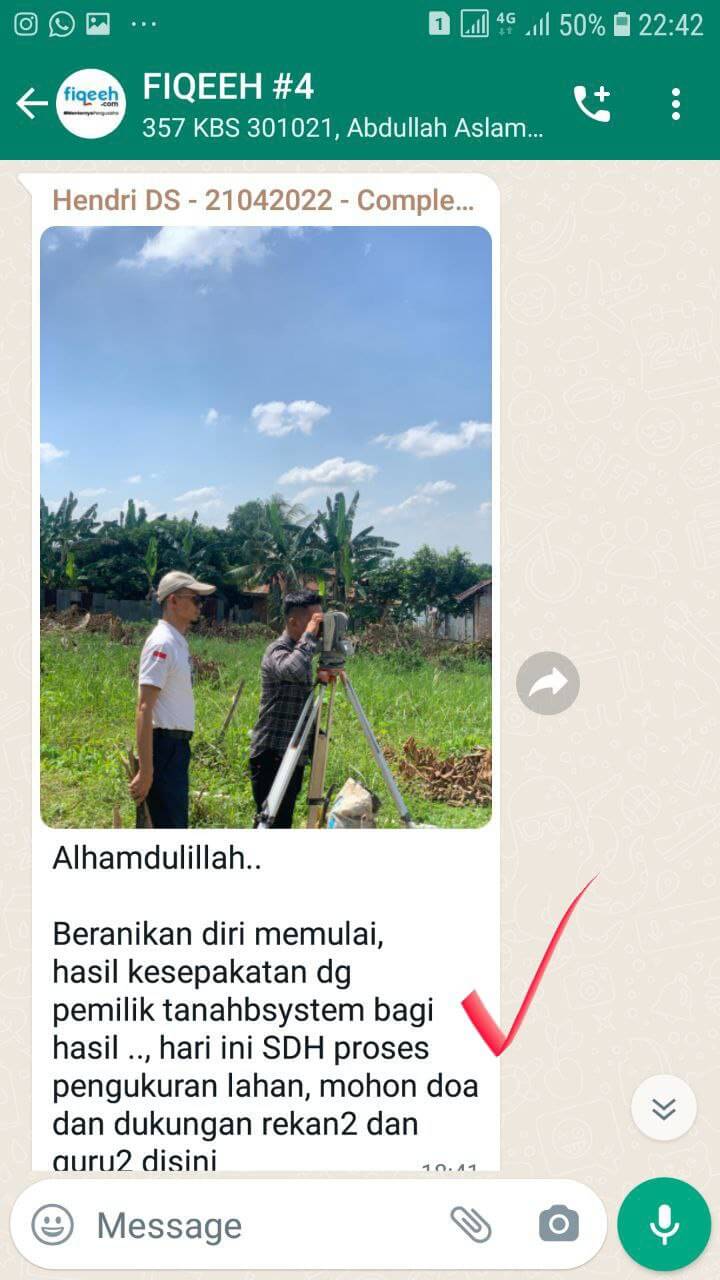 1 4G 50% 22:42
fiqeeh
.com
FIQEEH #4
357 KBS 301021, Abdullah Aslam...
Hendri DS - 21042022 - Comple...
Alhamdulillah..
Beranikan diri memulai,
hasil kesepakatan dg
pemilik tanahbsystem bagi
hasil .., hari ini SDH proses
pengukuran lahan, mohon doa
dan dukungan rekan2 dan
guru2 disini
Message